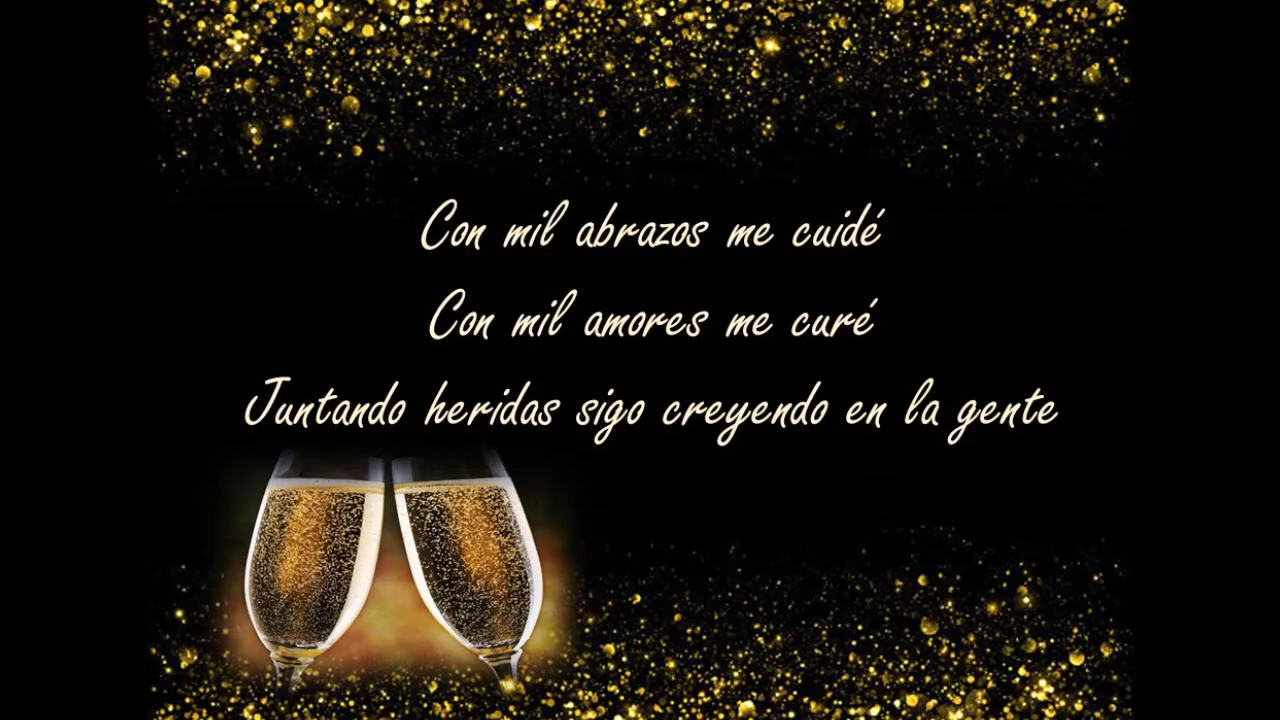 Con mil abrazos me cuidé
Con mil amores me curé
Juntando heridas sigo creyendo en la gente